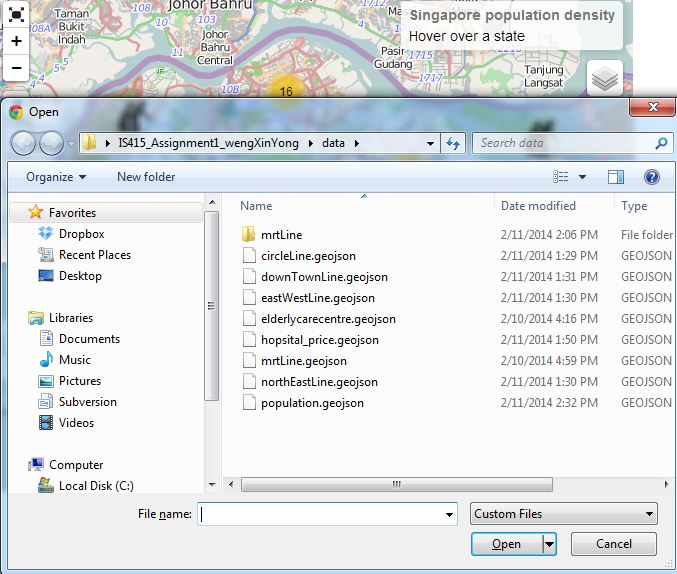 Johor Bahru
Taman
Bukit
Indah
Johor
Bahru
Central
Pasir
Gudang
Tanjung
Langsat
1717
1715
10B
16
+
−
Singapore population density
Hover over a state
Open
IS415_Assignment1_wengXinYong
data
Search data
Organize
New folder
Name
Date modified
Type
Favorites
Dropbox
Recent Places
Desktop
Libraries
Documents
Music
Pictures
Subversion
Videos
Computer
Local Disk (C:)
mrtLine 2/11/2014 2:06 PM File folder
circleLine.geojson 2/11/2014 1:29 PM GEOJSON
downTownLine.geojson 2/11/2014 1:31 PM GEOJSON
eastWestLine.geojson 2/11/2014 1:30 PM GEOJSON
elderlycarecentre.geojson 2/10/2014 4:16 PM GEOJSON
hopsital_price.geojson 2/11/2014 1:50 PM GEOJSON
mrtLine.geojson 2/10/2014 4:59 PM GEOJSON
northEastLine.geojson 2/11/2014 1:30 PM GEOJSON
population.geojson 2/11/2014 2:32 PM GEOJSON
File name:
Custom Files
Open
Cancel